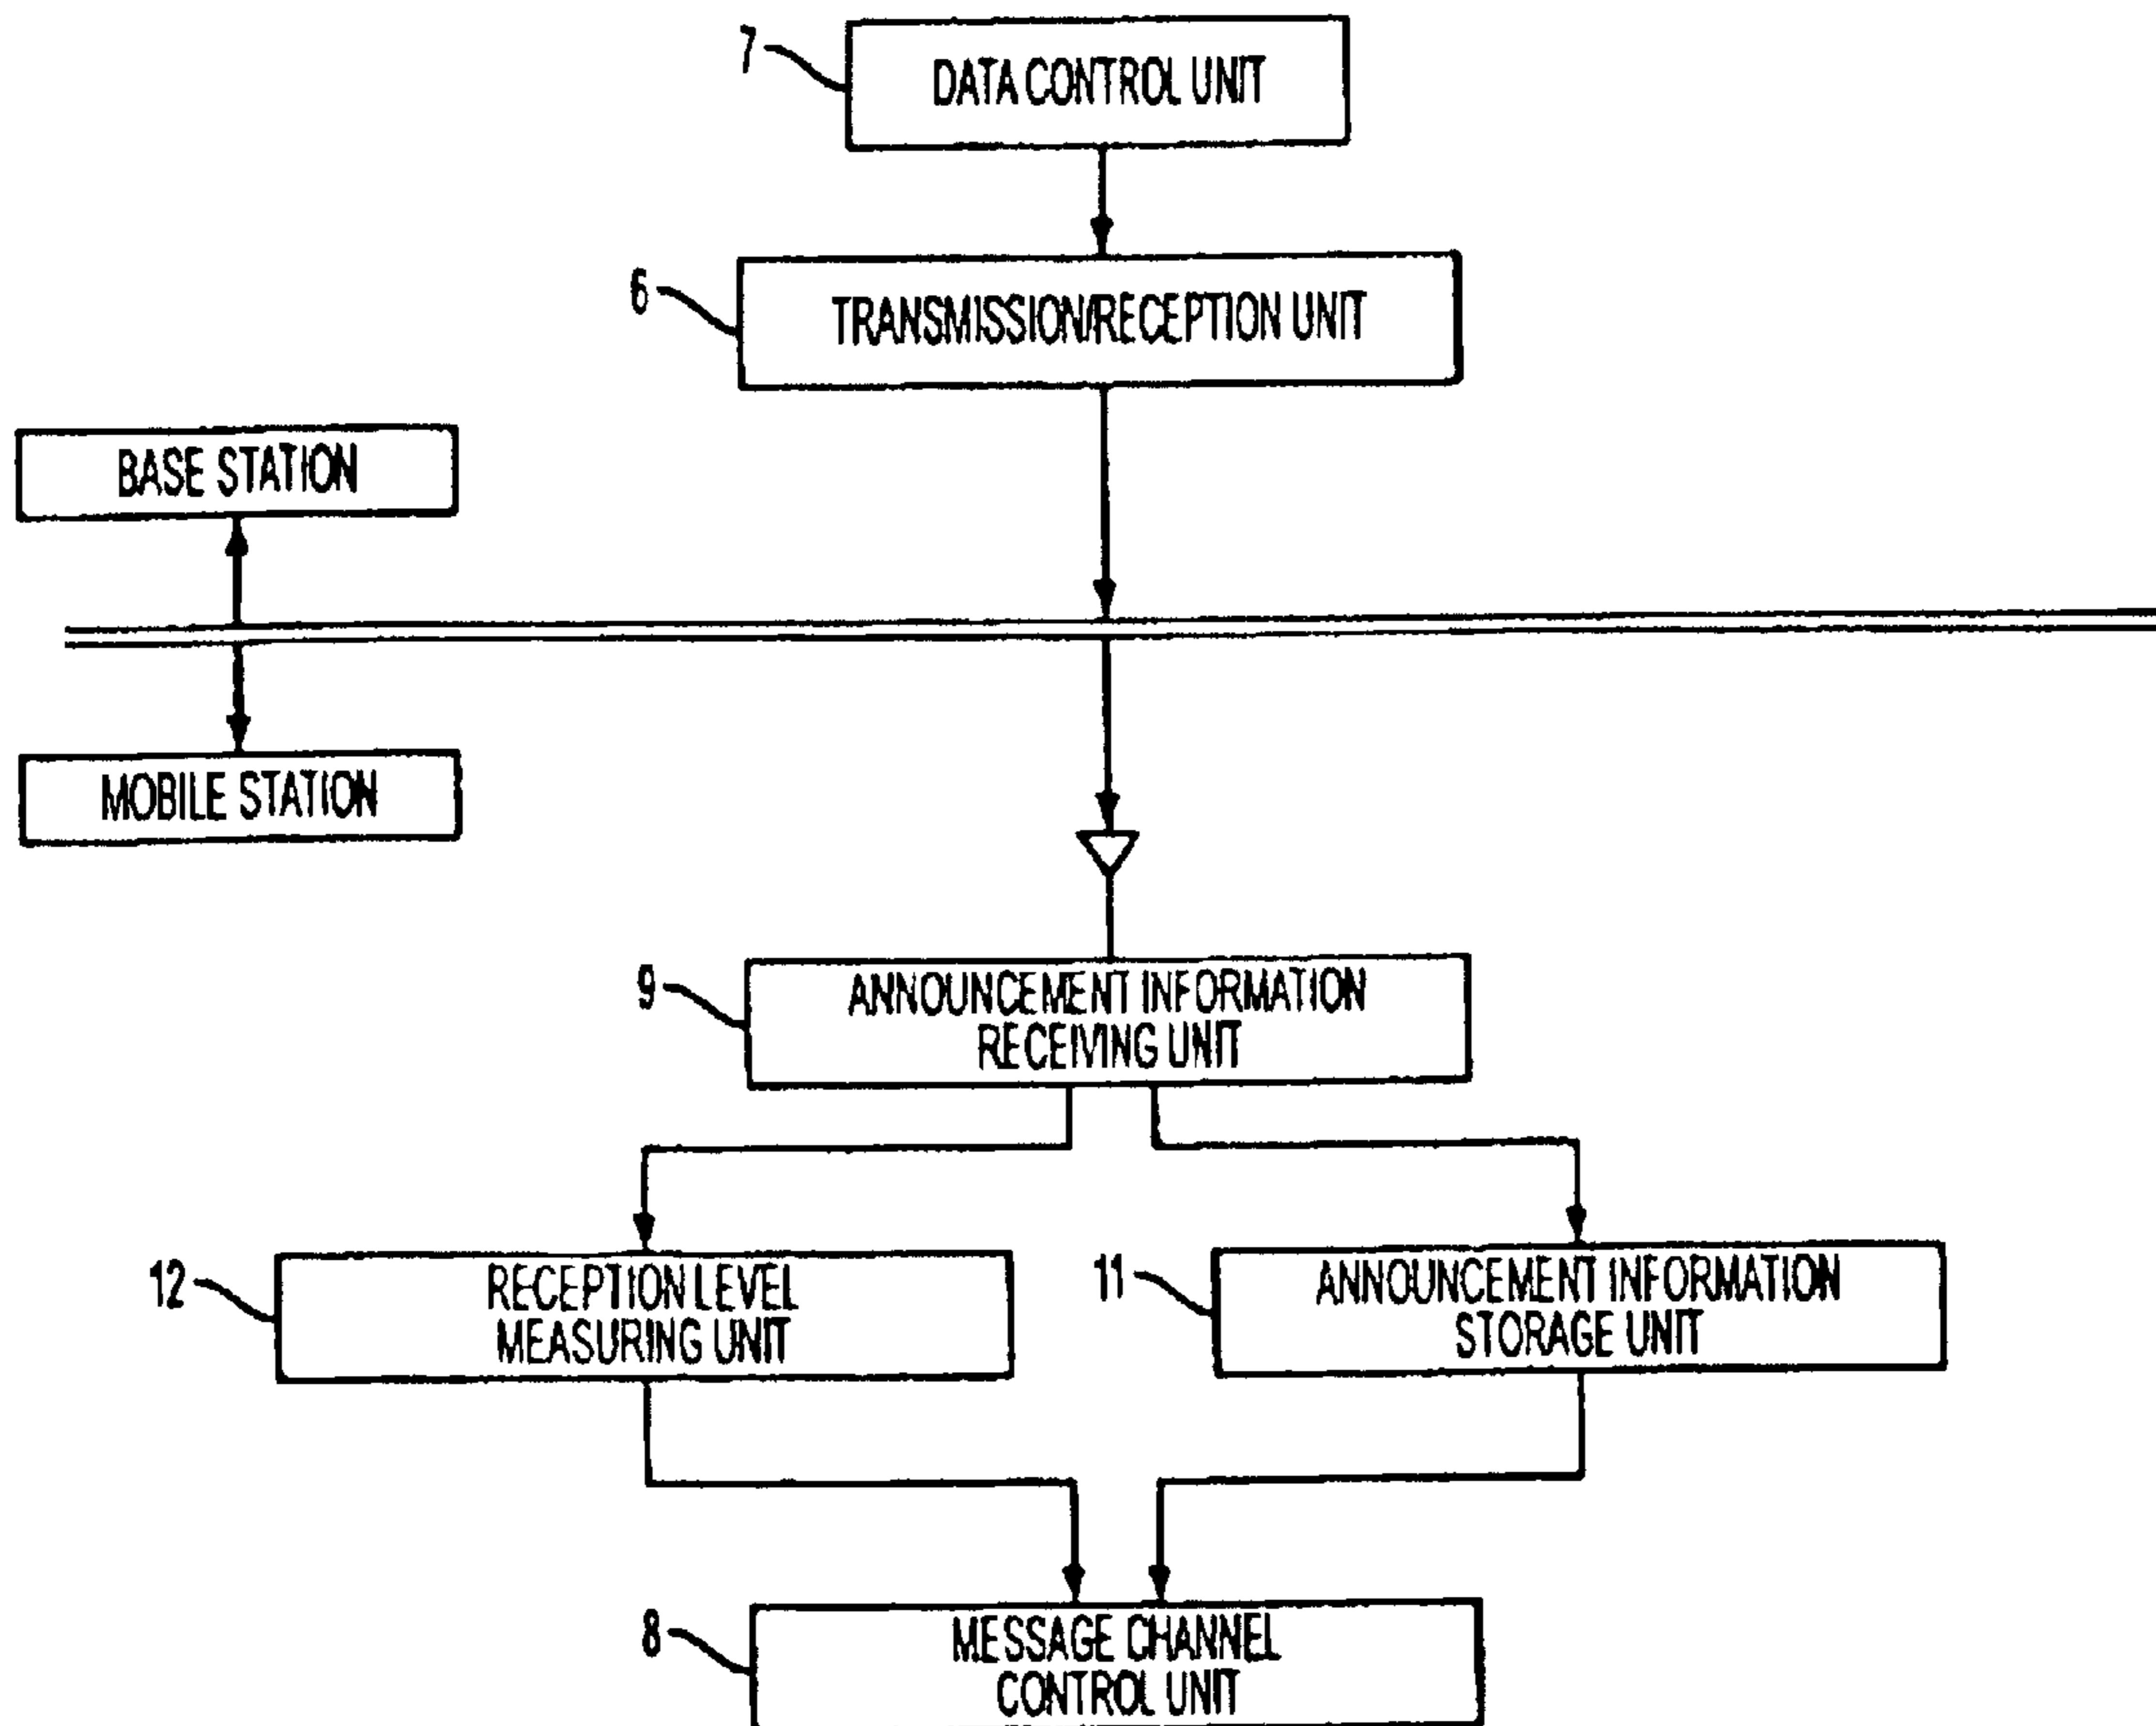 7
DATA CONTROL UNIT
6
TRANSMISSION/RECEPTION UNIT
BASE STATION
MOBILE STATION
9
ANNOUNCEMENT INFORMATION
RECEIVING UNIT
12
RECEPTION LEVEL
MEASURING UNIT
11
ANNOUNCEMENT INFORMATION
STORAGE UNIT
8
MESSAGE CHANNEL
CONTROL UNIT